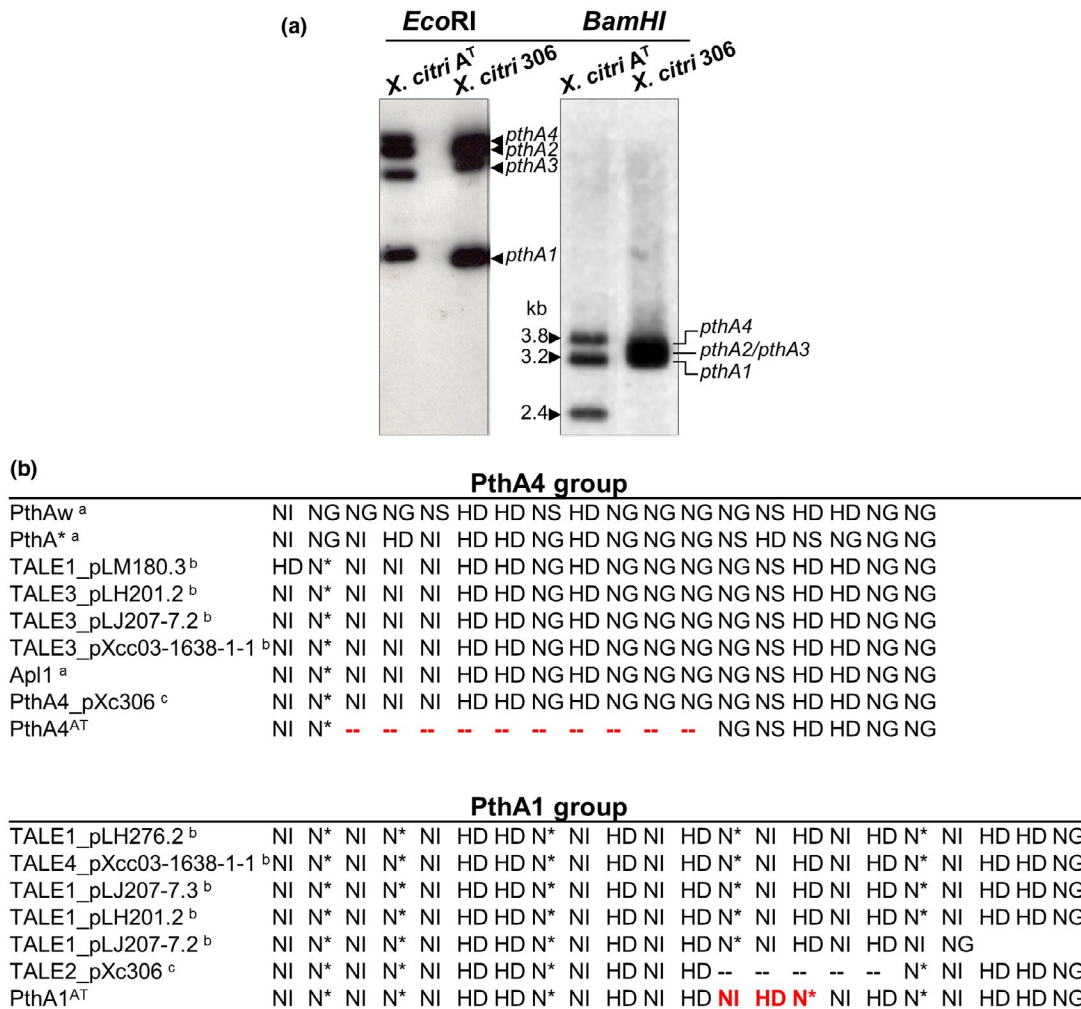 (a)
EcoRI BamHI
X. citri Aᵀ X. citri 306 X. citri Aᵀ X. citri 306
pthA4
pthA2
pthA3
pthA1
kb
3.8
3.2
2.4
pthA4
pthA2/pthA3
pthA1
(b)
PthA4 group
PthAw ᵃ NI NG NG NG NS HD HD NS HD NG NG NG NG NS HD HD NG NG
PthA* ᵃ NI NG NI HD NI HD HD NG HD NG NG NG NS HD NS NG NG NG
TALE1_pLM180.3 ᵇ HD N* NI NI NI HD HD NG HD NG NG NG NG NS HD HD NG NG
TALE3_pLH201.2 ᵇ NI N* NI NI NI HD HD NG HD NG NG NG NG NS HD HD NG NG
TALE3_pLJ207-7.2 ᵇ NI N* NI NI NI HD HD NG HD NG NG NG NG NS HD HD NG NG
TALE3_pXcc03-1638-1-1 ᵇ NI N* NI NI NI HD HD NG HD NG NG NG NG NS HD HD NG NG
Apl1 ᵃ NI N* NI NI NI HD HD NG HD NG NG NG NG NS HD HD NG NG
PthA4_pXc306 ᶜ NI N* NI NI NI HD HD NG HD NG NG NG NG NS HD HD NG NG
PthA4ᴬᵀ NI N* -- -- -- -- -- -- -- -- -- -- NG NS HD HD NG NG
PthA1 group
TALE1_pLH276.2 ᵇ NI N* NI N* NI HD HD N* NI HD NI HD N* NI HD NI HD N* NI HD HD NG
TALE4_pXcc03-1638-1-1 ᵇ NI N* NI N* NI HD HD N* NI HD NI HD N* NI HD NI HD N* NI HD HD NG
TALE1_pLJ207-7.3 ᵇ NI N* NI N* NI HD HD N* NI HD NI HD N* NI HD NI HD N* NI HD HD NG
TALE1_pLH201.2 ᵇ NI N* NI N* NI HD HD N* NI HD NI HD N* NI HD NI HD N* NI HD HD NG
TALE1_pLJ207-7.2 ᵇ NI N* NI N* NI HD HD N* NI HD NI HD N* NI HD NI HD NI NG
TALE2_pXc306 ᶜ NI N* NI N* NI HD HD N* NI HD NI HD -- -- -- -- -- N* NI HD HD NG
PthA1ᴬᵀ NI N* NI N* NI HD HD N* NI HD NI HD NI HD N* NI HD N* NI HD HD NG